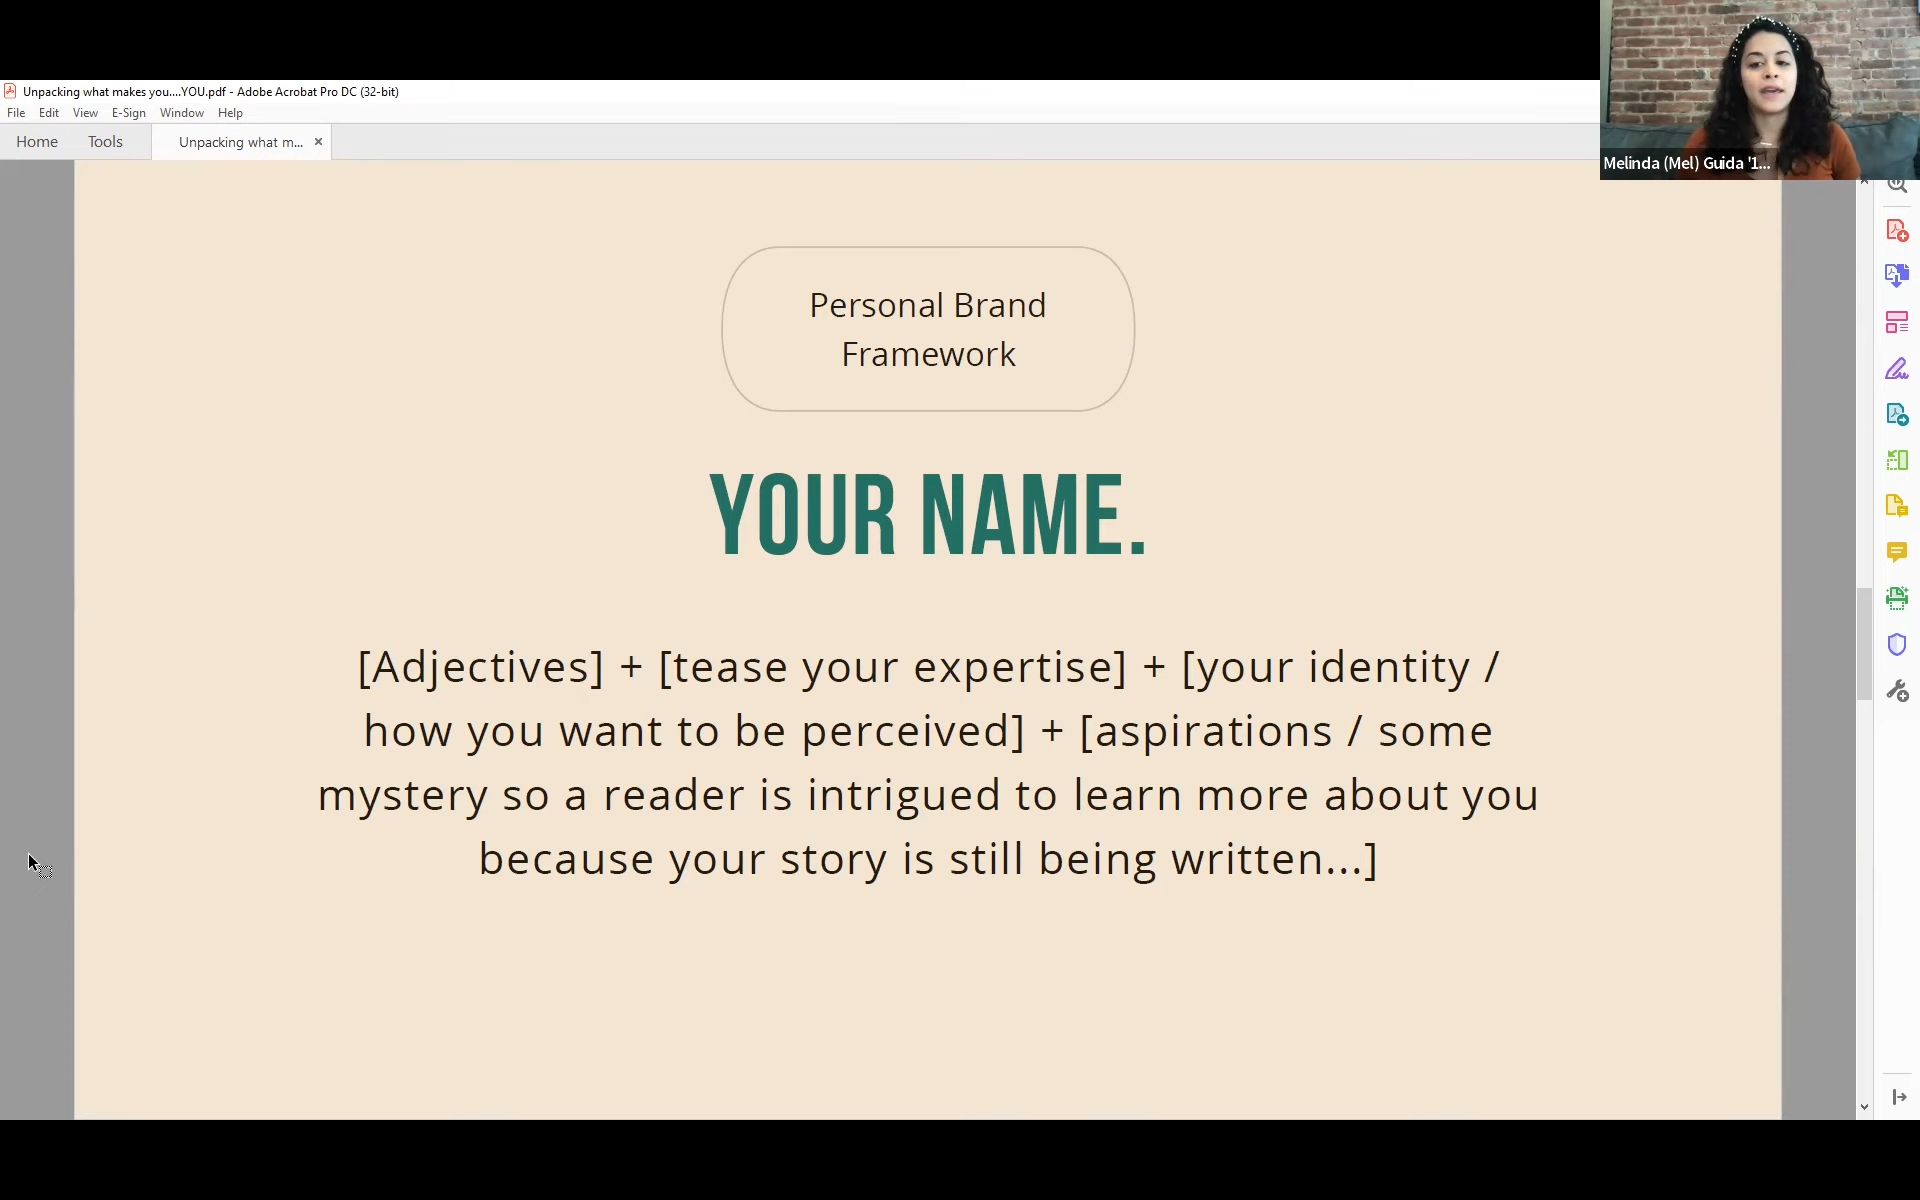 Unpacking what makes you....YOU.pdf - Adobe Acrobat Pro DC (32-bit)
File Edit View E-Sign Window Help
Home Tools Unpacking what m... ×
Melinda (Mel) Guida '1...
Personal Brand
Framework
YOUR NAME.
[Adjectives] + [tease your expertise] + [your identity /
how you want to be perceived] + [aspirations / some
mystery so a reader is intrigued to learn more about you
because your story is still being written...]